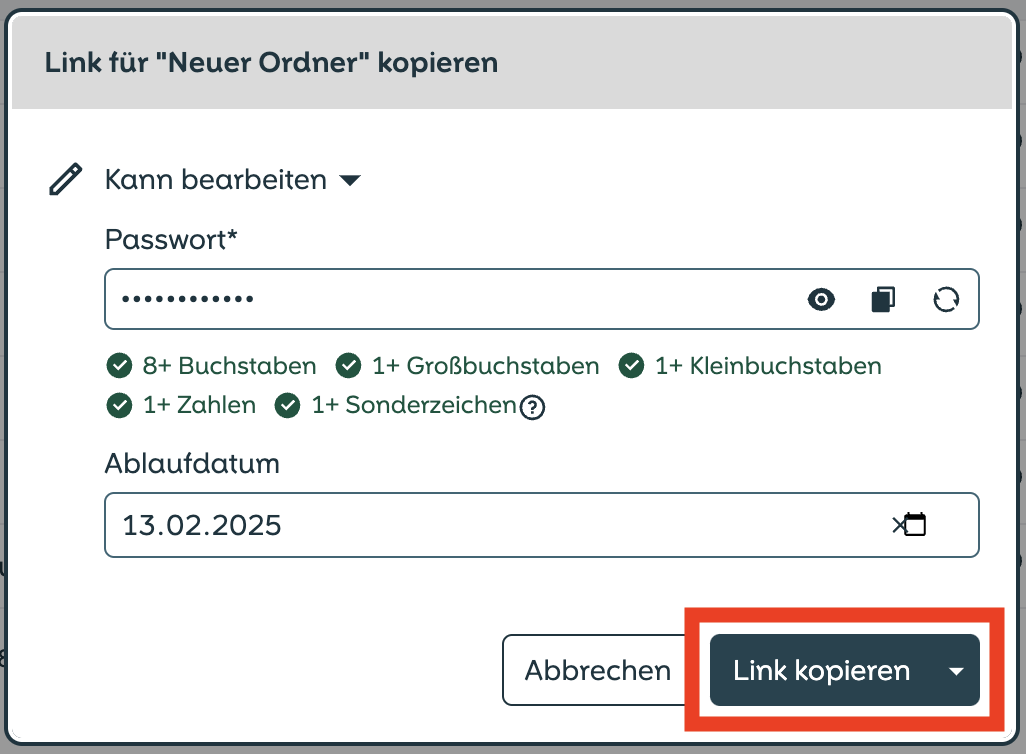 Link für "Neuer Ordner" kopieren
Kann bearbeiten
Passwort*
••••••••••••
8+ Buchstaben 1+ Großbuchstaben 1+ Kleinbuchstaben
1+ Zahlen 1+ Sonderzeichen
Ablaufdatum
13.02.2025
Abbrechen Link kopieren